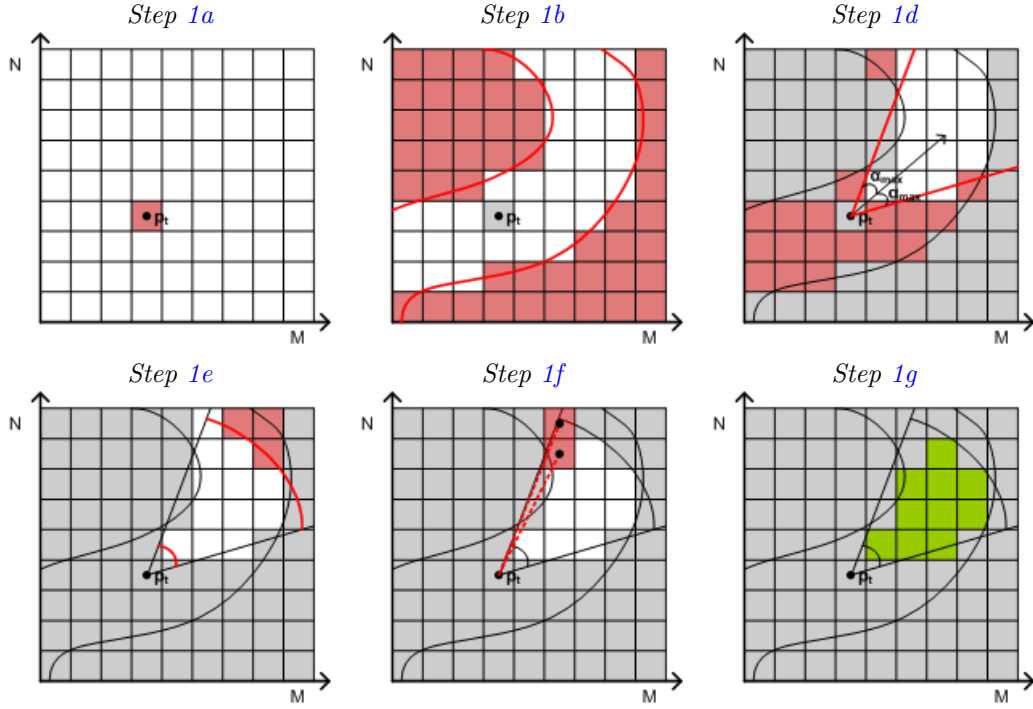 Step 1a
Step 1b
Step 1d
N
N
N
pt
pt
αmax
αmax
pt
M
M
M
Step 1e
Step 1f
Step 1g
N
N
N
pt
pt
pt
M
M
M